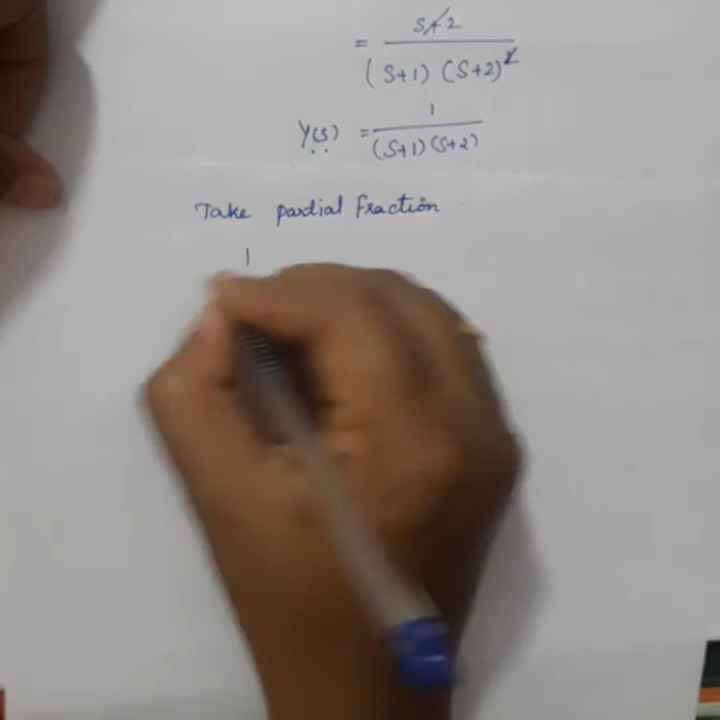 = S+2 / (S+1) (S+2)²
Y(s) = 1 / (S+1) (S+2)
Take partial fraction
1